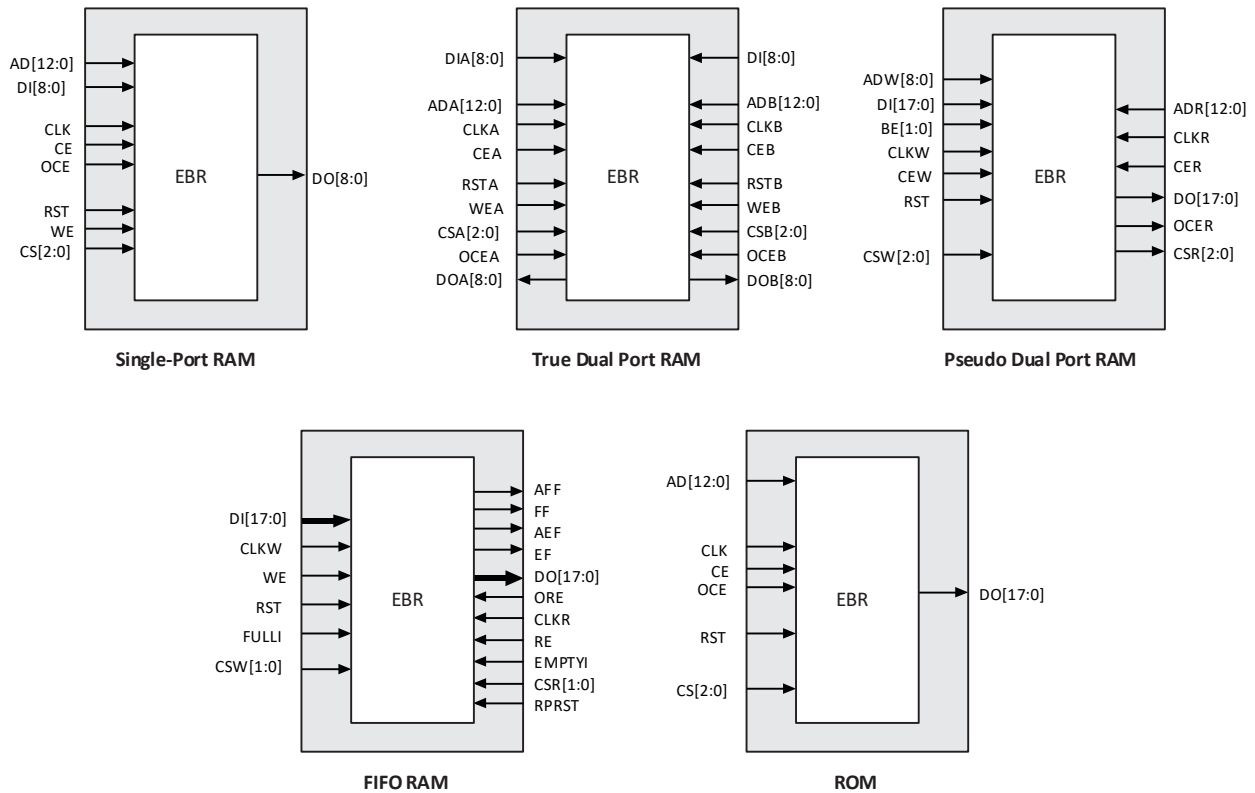 AD[12:0]
DI[8:0]
CLK
CE
OCE
RST
WE
CS[2:0]
EBR
DO[8:0]
Single-Port RAM
DIA[8:0]
ADA[12:0]
CLKA
CEA
RSTA
WEA
CSA[2:0]
OCEA
DOA[8:0]
EBR
DI[8:0]
ADB[12:0]
CLKB
CEB
RSTB
WEB
CSB[2:0]
OCEB
DOB[8:0]
True Dual Port RAM
ADW[8:0]
DI[17:0]
BE[1:0]
CLKW
CEW
RST
CSW[2:0]
EBR
ADR[12:0]
CLKR
CER
DO[17:0]
OCER
CSR[2:0]
Pseudo Dual Port RAM
DI[17:0]
CLKW
WE
RST
FULLI
CSW[1:0]
EBR
AFF
FF
AEF
EF
DO[17:0]
ORE
CLKR
RE
EMPTYI
CSR[1:0]
RPRST
FIFO RAM
AD[12:0]
CLK
CE
OCE
RST
CS[2:0]
EBR
DO[17:0]
ROM